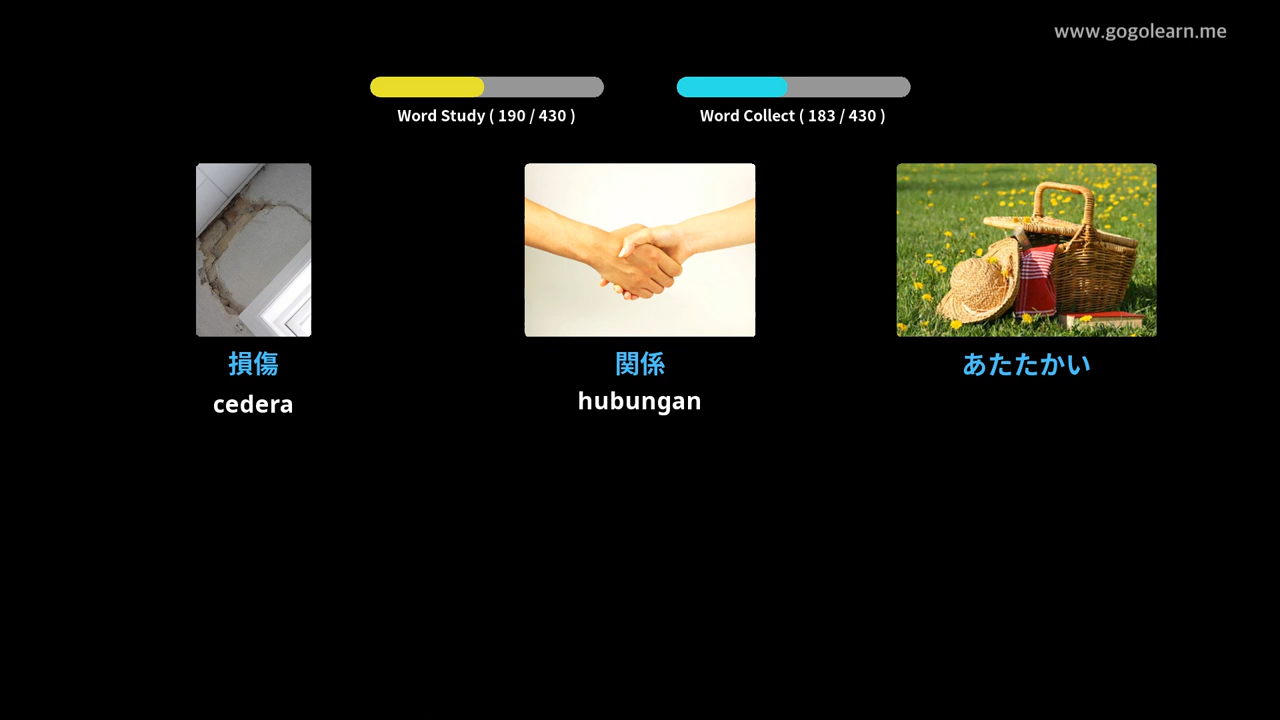 www.gogolearn.me
Word Study ( 190 / 430 )
Word Collect ( 183 / 430 )
損傷
cedera
関係
hubungan
あたたかい